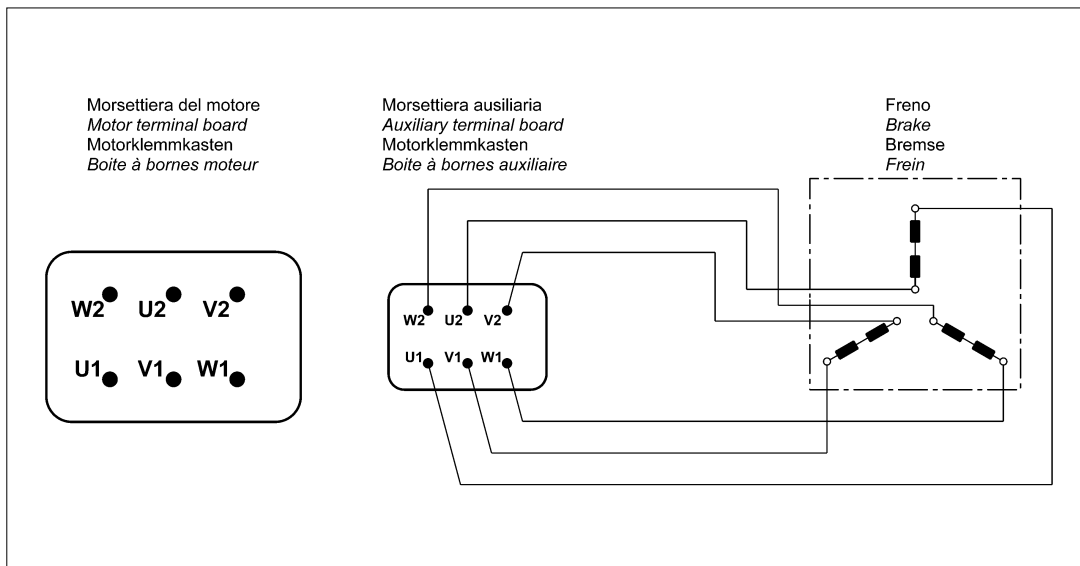 Morsettiera del motore
Motor terminal board
Motorklemmkasten
Boite à bornes moteur
Morsettiera ausiliaria
Auxiliary terminal board
Motorklemmkasten
Boite à bornes auxiliaire
Freno
Brake
Bremse
Frein
W2 U2 V2
U1 V1 W1
W2 U2 V2
U1 V1 W1